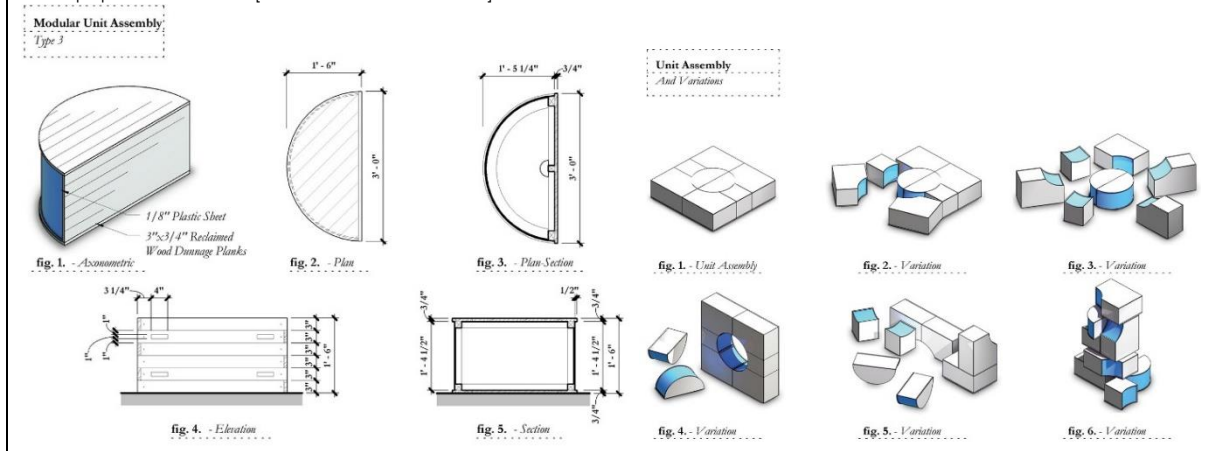 Modular Unit Assembly
Type 3
1/8" Plastic Sheet
3"x3/4" Reclaimed
Wood Dunnage Planks
fig. 1. - Axonometric
1' - 6"
3' - 0"
fig. 2. - Plan
1' - 5 1/4"
3/4"
3' - 0"
fig. 3. - Plan-Section
3 1/4"
4"
1"
1"
1"
3"
3"
3"
3"
3"
1' - 6"
fig. 4. - Elevation
1/2"
3/4"
3/4"
1' - 4 1/2"
1' - 4 1/2"
1' - 6"
3/4"
fig. 5. - Section
Unit Assembly
And Variations
fig. 1. - Unit Assembly
fig. 2. - Variation
fig. 3. - Variation
fig. 4. - Variation
fig. 5. - Variation
fig. 6. - Variation